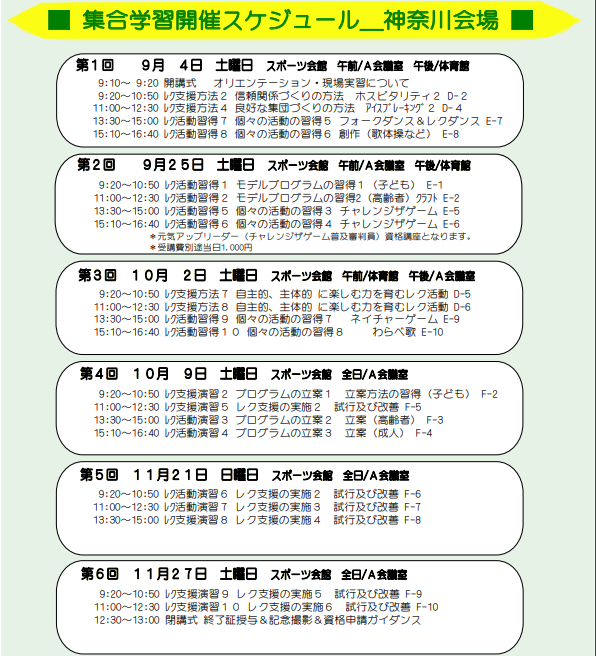 ■ 集合学習開催スケジュール＿神奈川会場 ■
第１回 ９月 ４日 土曜日 スポーツ会館 午前/Ａ会議室 午後/体育館
9:10～ 9:20 開講式 オリエンテーション・現場実習について
9:20～10:50 ﾚｸ支援方法２ 信頼関係づくりの方法 ホスピタリティ２ D-2
11:00～12:30 ﾚｸ支援方法４ 良好な集団づくりの方法 ｱｲｽﾌﾞﾚｰｷﾝｸﾞ２ D-４
13:30～15:00 ﾚｸ活動習得７ 個々の活動の習得５ フォークダンス＆レクダンス E-7
15:10～16:40 ﾚｸ活動習得８ 個々の活動の習得６ 創作（歌体操など） E-8
第２回 ９月２５日 土曜日 スポーツ会館 午前/Ａ会議室 午後/体育館
9:20～10:50 ﾚｸ活動習得１ モデルプログラムの習得１（子ども） E-1
11:00～12:30 ﾚｸ活動習得２ モデルプログラムの習得2（高齢者）ｸﾗﾌﾄ E-2
13:30～15:00 ﾚｸ活動習得５ 個々の活動の習得３ チャレンジザゲーム E-5
15:10～16:40 ﾚｸ活動習得６ 個々の活動の習得４ チャレンジザゲーム E-6
＊元気アップリーダー（チャレンジザゲーム普及審判員）資格講座となります。
＊受講費別途当日1,000円
第３回 １０月 ２日 土曜日 スポーツ会館 午前/体育館 午後/Ａ会議室
9:20～10:50 ﾚｸ支援方法７ 自主的、主体的 に楽しむ力を育むレク活動 D-5
11:00～12:30 ﾚｸ支援方法８ 自主的、主体的 に楽しむ力を育むレク活動 D-6
13:30～15:00 ﾚｸ活動習得９ 個々の活動の習得７ ネイチャーゲーム E-9
15:10～16:40 ﾚｸ活動習得１０ 個々の活動の習得８ わらべ歌 E-10
第４回 １０月 ９日 土曜日 スポーツ会館 全日/Ａ会議室
9:20～10:50 ﾚｸ支援演習２ プログラムの立案１ 立案方法の習得（子ども） F-2
11:00～12:30 ﾚｸ支援演習５ レク支援の実施２ 試行及び改善 F-5
13:30～15:00 ﾚｸ活動演習３ プログラムの立案２ 立案（高齢者） F-3
15:10～16:40 ﾚｸ活動演習４ プログラムの立案３ 立案（成人） F-4
第５回 １１月２１日 日曜日 スポーツ会館 全日/Ａ会議室
9:20～10:50 ﾚｸ活動演習６ レク支援の実施２ 試行及び改善 F-6
11:00～12:30 ﾚｸ活動演習７ レク支援の実施３ 試行及び改善 F-7
13:30～15:00 ﾚｸ支援演習８ レク支援の実施４ 試行及び改善 F-8
第６回 １１月２７日 土曜日 スポーツ会館 全日/Ａ会議室
9:20～10:50 ﾚｸ支援演習９ レク支援の実施５ 試行及び改善 F-9
11:00～12:30 ﾚｸ支援演習１０ レク支援の実施６ 試行及び改善 F-10
12:30～13:00 閉講式 終了証授与＆記念撮影＆資格申請ガイダンス